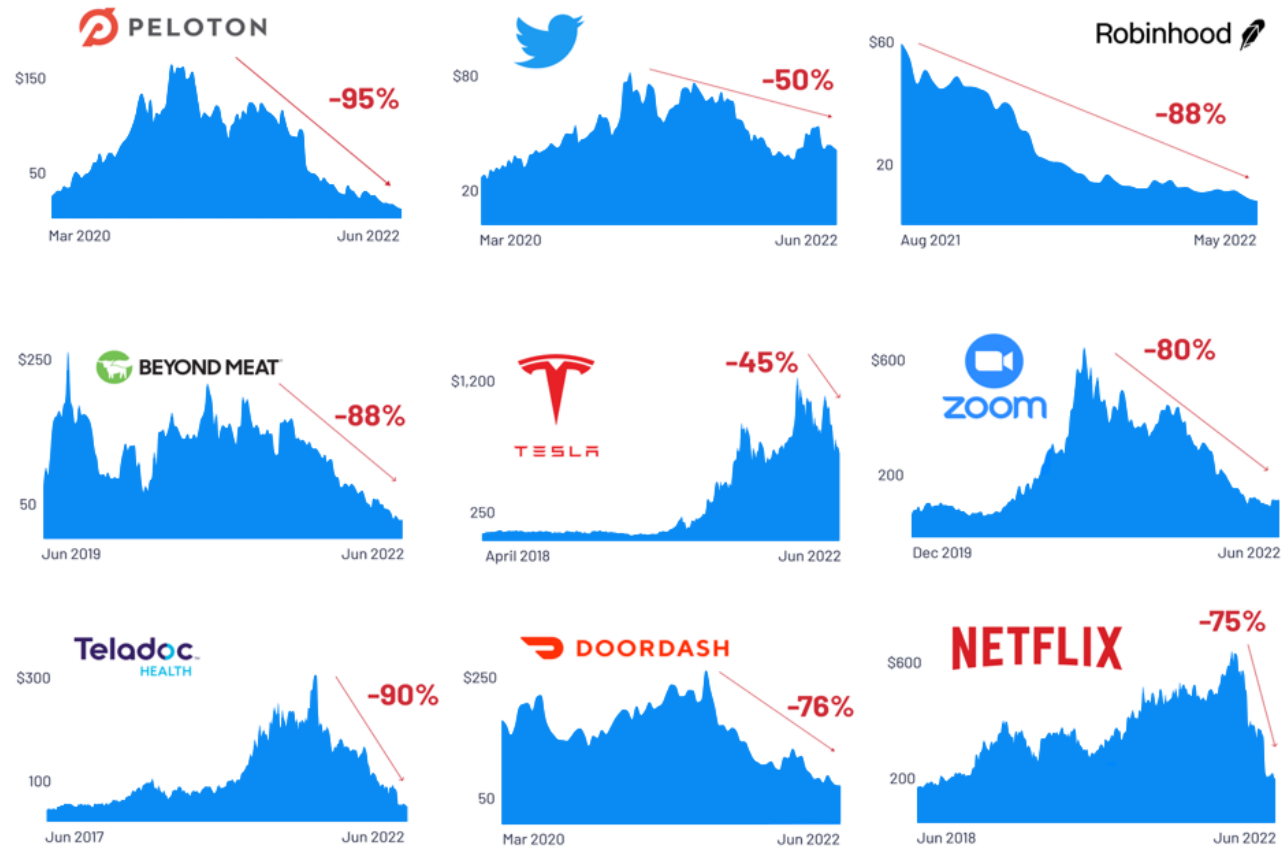 PELOTON
$150
-95%
50
Mar 2020
Jun 2022
$80
-50%
20
Mar 2020
Jun 2022
Robinhood
$60
-88%
20
Aug 2021
May 2022
$250
BEYOND MEAT
-88%
50
Jun 2019
Jun 2022
$1,200
-45%
TESLA
250
April 2018
Jun 2022
$600
-80%
zoom
200
Dec 2019
Jun 2022
Teladoc
HEALTH
$300
-90%
100
Jun 2017
Jun 2022
DOORDASH
$250
-76%
50
Mar 2020
Jun 2022
-75%
NETFLIX
$600
200
Jun 2018
Jun 2022